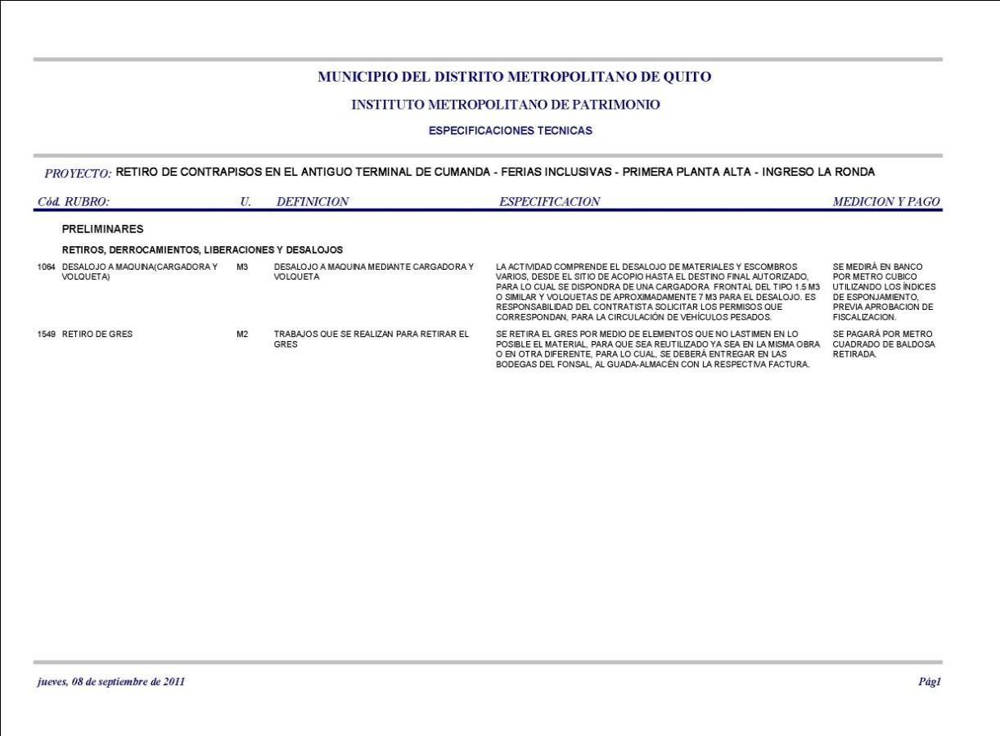 MUNICIPIO DEL DISTRITO METROPOLITANO DE QUITO
INSTITUTO METROPOLITANO DE PATRIMONIO
ESPECIFICACIONES TECNICAS
PROYECTO: RETIRO DE CONTRAPISOS EN EL ANTIGUO TERMINAL DE CUMANDA - FERIAS INCLUSIVAS - PRIMERA PLANTA ALTA - INGRESO LA RONDA
Cód. RUBRO: U. DEFINICION ESPECIFICACION MEDICION Y PAGO
PRELIMINARES
RETIROS, DERROCAMIENTOS, LIBERACIONES Y DESALOJOS
1064 DESALOJO A MAQUINA(CARGADORA Y
VOLQUETA)
M3
DESALOJO A MAQUINA MEDIANTE CARGADORA Y
VOLQUETA
LA ACTIVIDAD COMPRENDE EL DESALOJO DE MATERIALES Y ESCOMBROS
VARIOS, DESDE EL SITIO DE ACOPIO HASTA EL DESTINO FINAL AUTORIZADO,
PARA LO CUAL SE DISPONDRA DE UNA CARGADORA FRONTAL DEL TIPO 1.5 M3
O SIMILAR Y VOLQUETAS DE APROXIMADAMENTE 7 M3 PARA EL DESALOJO. ES
RESPONSABILIDAD DEL CONTRATISTA SOLICITAR LOS PERMISOS QUE
CORRESPONDAN, PARA LA CIRCULACIÓN DE VEHÍCULOS PESADOS.
SE MEDIRÁ EN BANCO
POR METRO CUBICO
UTILIZANDO LOS ÍNDICES
DE ESPONJAMIENTO,
PREVIA APROBACION DE
FISCALIZACION.
1549 RETIRO DE GRES
M2
TRABAJOS QUE SE REALIZAN PARA RETIRAR EL
GRES
SE RETIRA EL GRES POR MEDIO DE ELEMENTOS QUE NO LASTIMEN EN LO
POSIBLE EL MATERIAL, PARA QUE SEA REUTILIZADO YA SEA EN LA MISMA OBRA
O EN OTRA DIFERENTE, PARA LO CUAL, SE DEBERÁ ENTREGAR EN LAS
BODEGAS DEL FONSAL, AL GUADA-ALMACÉN CON LA RESPECTIVA FACTURA.
SE PAGARÁ POR METRO
CUADRADO DE BALDOSA
RETIRADA.
jueves, 08 de septiembre de 2011
Pág1